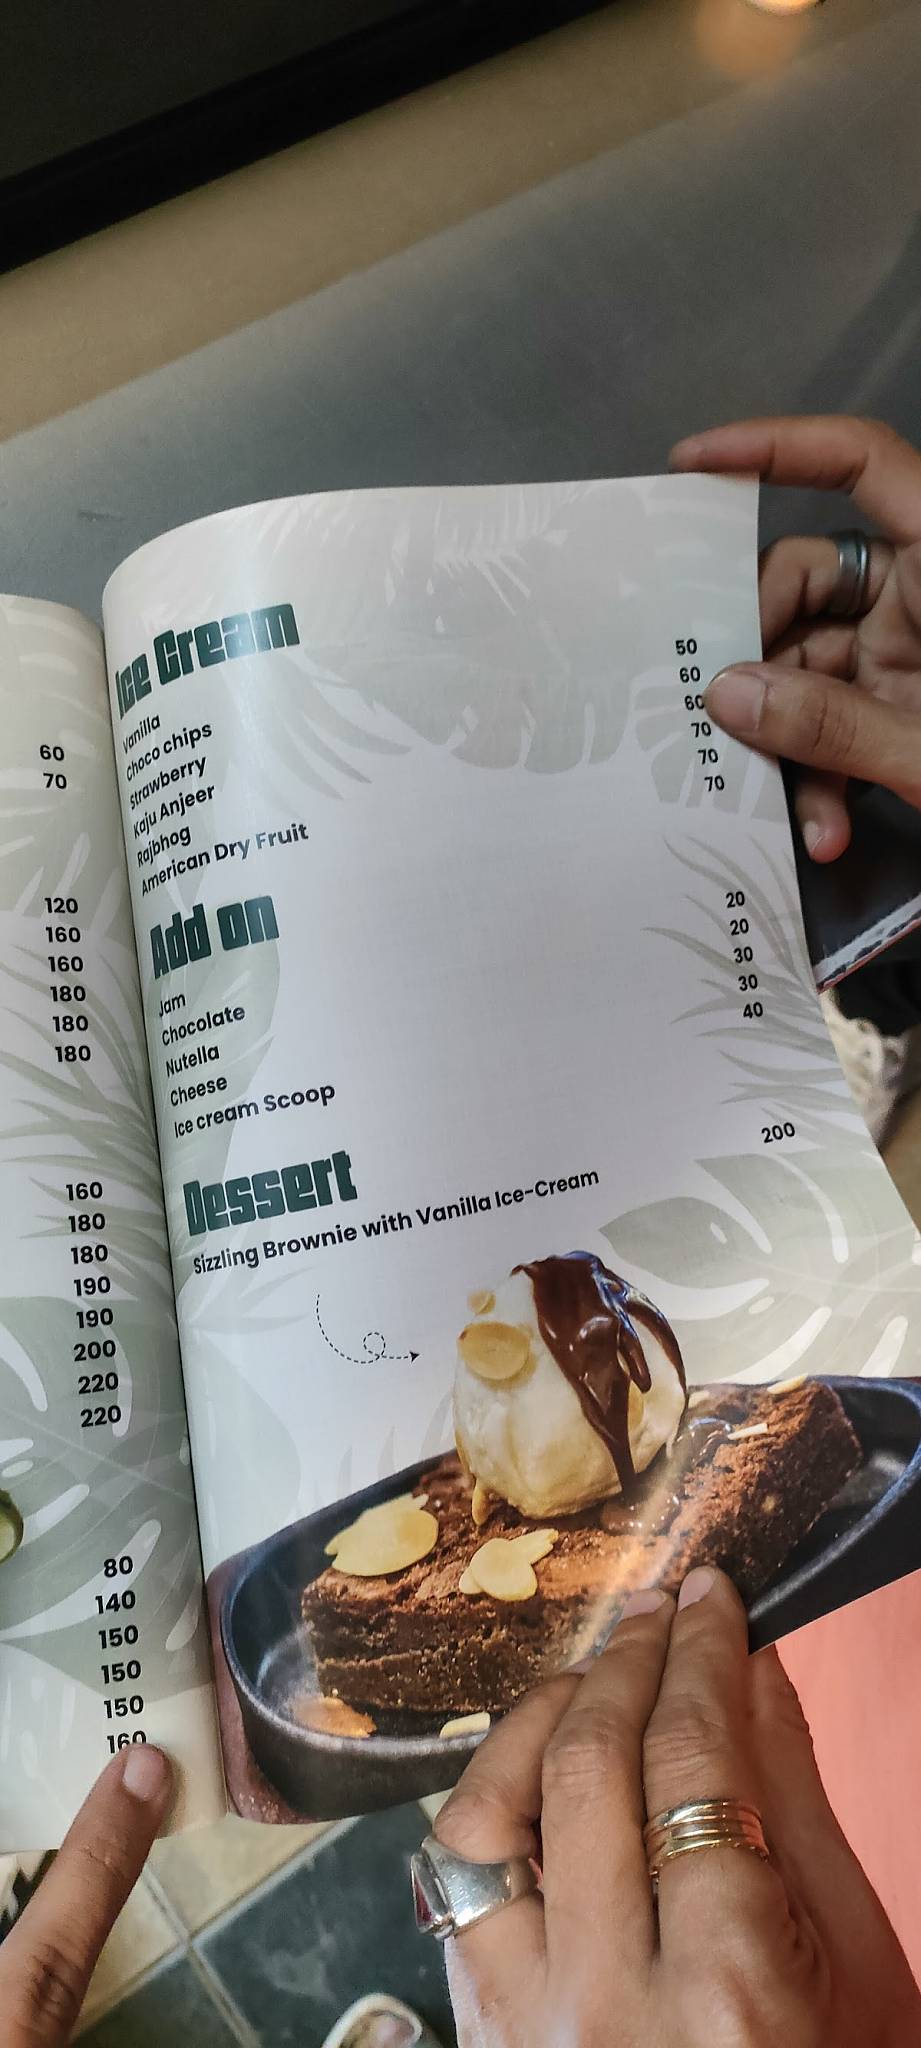 60
70
120
160
160
180
180
180
160
180
180
190
190
200
220
220
80
140
150
150
150
160
Ice Cream
Vanilla 50
Choco chips 60
Strawberry 60
Kaju Anjeer 70
Rajbhog 70
American Dry Fruit 70
Add on
Jam 20
Chocolate 20
Nutella 30
Cheese 30
Ice cream Scoop 40
Dessert
Sizzling Brownie with Vanilla Ice-Cream 200